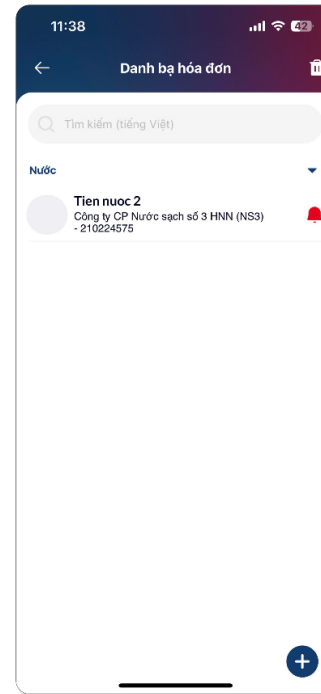 11:38
42
Danh bạ hóa đơn
Tìm kiếm (tiếng Việt)
Nước
Tien nuoc 2
Công ty CP Nước sạch số 3 HNN (NS3)
- 210224575